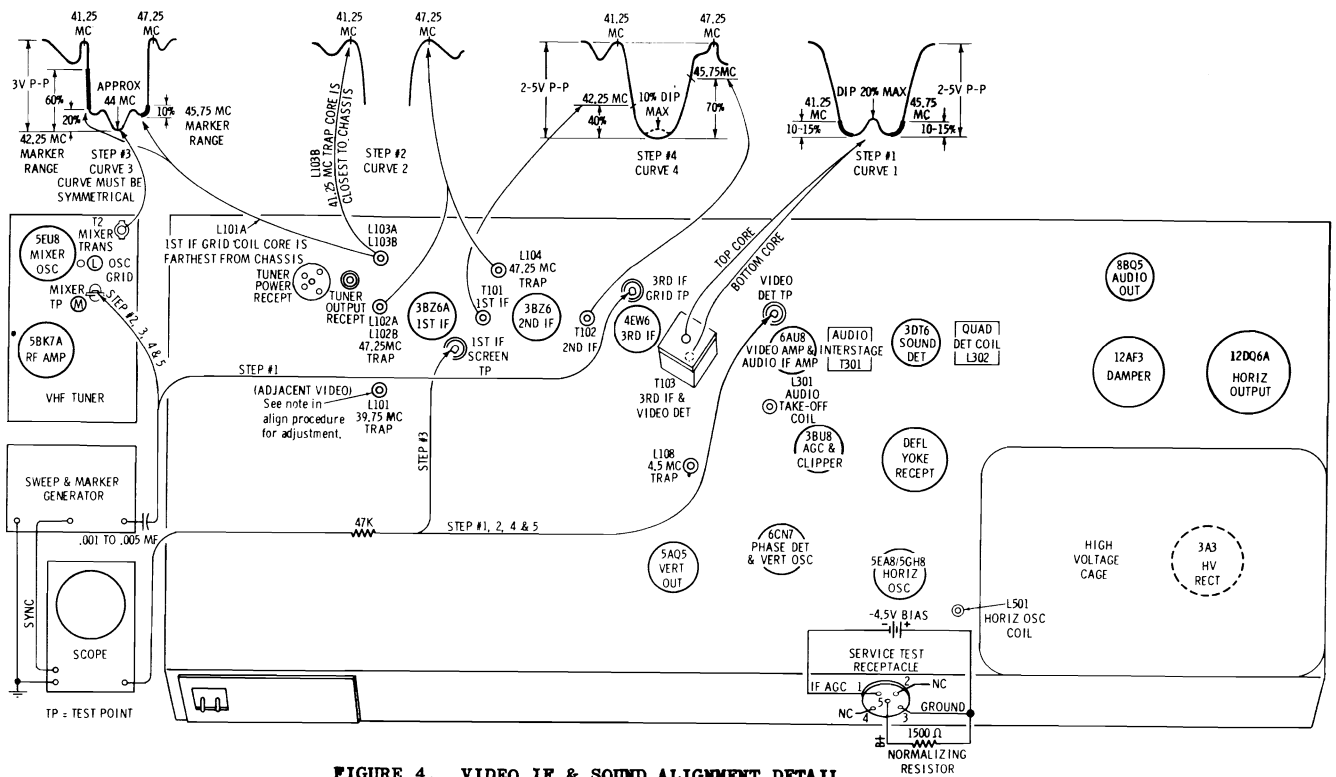 41.25
MC
47.25
MC
3V P-P
60%
20%
APPROX
44 MC
10%
45.75 MC
MARKER
RANGE
42.25 MC
MARKER
RANGE
STEP #3
CURVE 3
CURVE MUST BE
SYMMETRICAL
41.25
MC
47.25
MC
L103B
41.25 MC TRAP CORE IS
CLOSEST TO CHASSIS
STEP #2
CURVE 2
41.25
MC
47.25
MC
2-5V P-P
42.25 MC
40%
10% DIP
MAX
45.75MC
70%
STEP #4
CURVE 4
41.25
MC
10-15%
DIP 20% MAX
45.75
MC
10-15%
2-5V P-P
STEP #1
CURVE 1
5EU8
MIXER
OSC
T2
MIXER
TRANS
L
OSC
GRID
MIXER
TP
M
5BK7A
RF AMP
VHF TUNER
STEP #2, 3, 4 & 5
L101A
1ST IF GRID COIL CORE IS
FARTHEST FROM CHASSIS
TUNER
POWER
RECEPT
TUNER
OUTPUT
RECEPT
L103A
L103B
L102A
L102B
47.25MC
TRAP
3BZ6A
1ST IF
1ST IF
SCREEN
TP
T101
1ST IF
L104
47.25 MC
TRAP
3BZ6
2ND IF
T102
2ND IF
3RD IF
GRID TP
4EW6
3RD IF
TOP CORE
BOTTOM CORE
T103
3RD IF &
VIDEO DET
VIDEO
DET TP
6AU8
VIDEO AMP &
AUDIO IF AMP
AUDIO
INTERSTAGE
T301
3DT6
SOUND
DET
QUAD
DET COIL
L302
8BQ5
AUDIO
OUT
12AF3
DAMPER
12DQ6A
HORIZ
OUTPUT
STEP #1
(ADJACENT VIDEO)
See note in
align procedure
for adjustment.
L101
39.75 MC
TRAP
STEP #3
L301
AUDIO
TAKE-OFF
COIL
3BU8
AGC &
CLIPPER
DEFL
YOKE
RECEPT
L108
4.5 MC
TRAP
SWEEP & MARKER
GENERATOR
.001 TO .005 MF
47K
STEP #1, 2, 4 & 5
5AQ5
VERT
OUT
6CN7
PHASE DET
& VERT OSC
5EA8/5GH8
HORIZ
OSC
HIGH
VOLTAGE
CAGE
3A3
HV
RECT
L501
HORIZ OSC
COIL
SYNC
SCOPE
TP = TEST POINT
-4.5V BIAS
- +
SERVICE TEST
RECEPTACLE
IF AGC
1
2
NC
5
NC
4
3
GROUND
B+
1500 Ω
NORMALIZING
RESISTOR
FIGURE 4. VIDEO IF & SOUND ALIGNMENT DETAIL